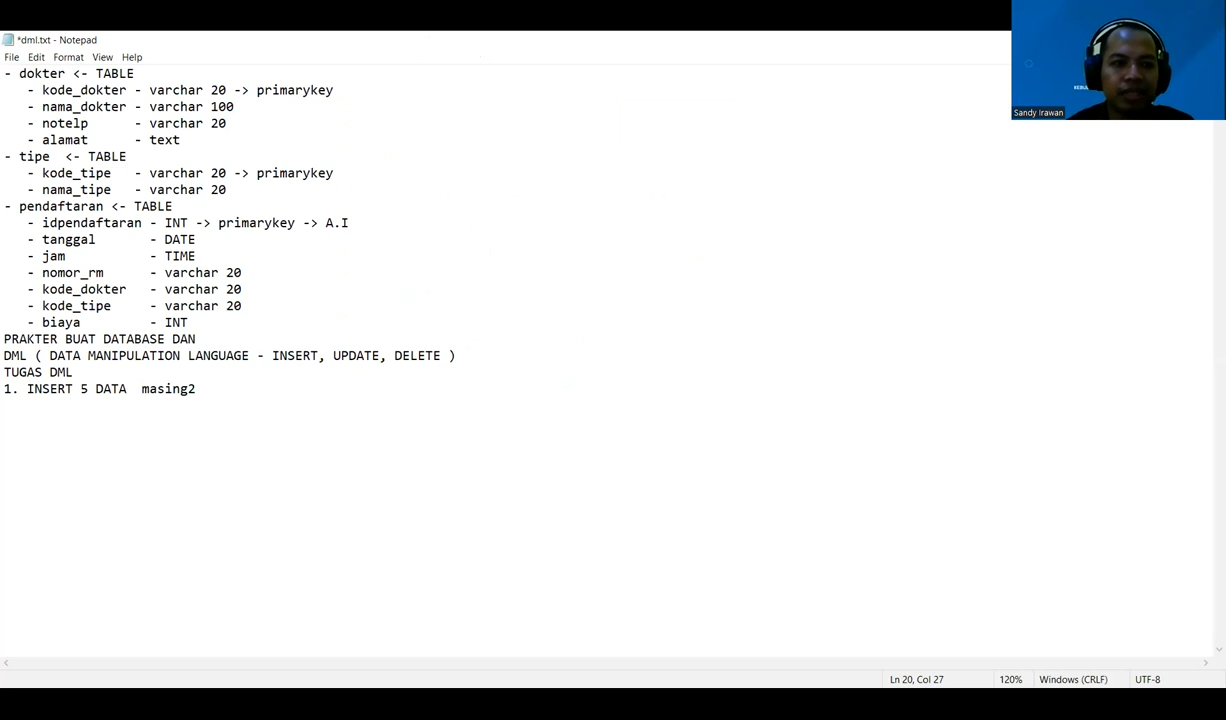 *dml.txt - Notepad
File Edit Format View Help
- dokter <- TABLE
- kode_dokter - varchar 20 -> primarykey
- nama_dokter - varchar 100
- notelp - varchar 20
- alamat - text
- tipe <- TABLE
- kode_tipe - varchar 20 -> primarykey
- nama_tipe - varchar 20
- pendaftaran <- TABLE
- idpendaftaran - INT -> primarykey -> A.I
- tanggal - DATE
- jam - TIME
- nomor_rm - varchar 20
- kode_dokter - varchar 20
- kode_tipe - varchar 20
- biaya - INT
PRAKTER BUAT DATABASE DAN
DML ( DATA MANIPULATION LANGUAGE - INSERT, UPDATE, DELETE )
TUGAS DML
1. INSERT 5 DATA masing2
Sandy Irawan
Ln 20, Col 27 120% Windows (CRLF) UTF-8